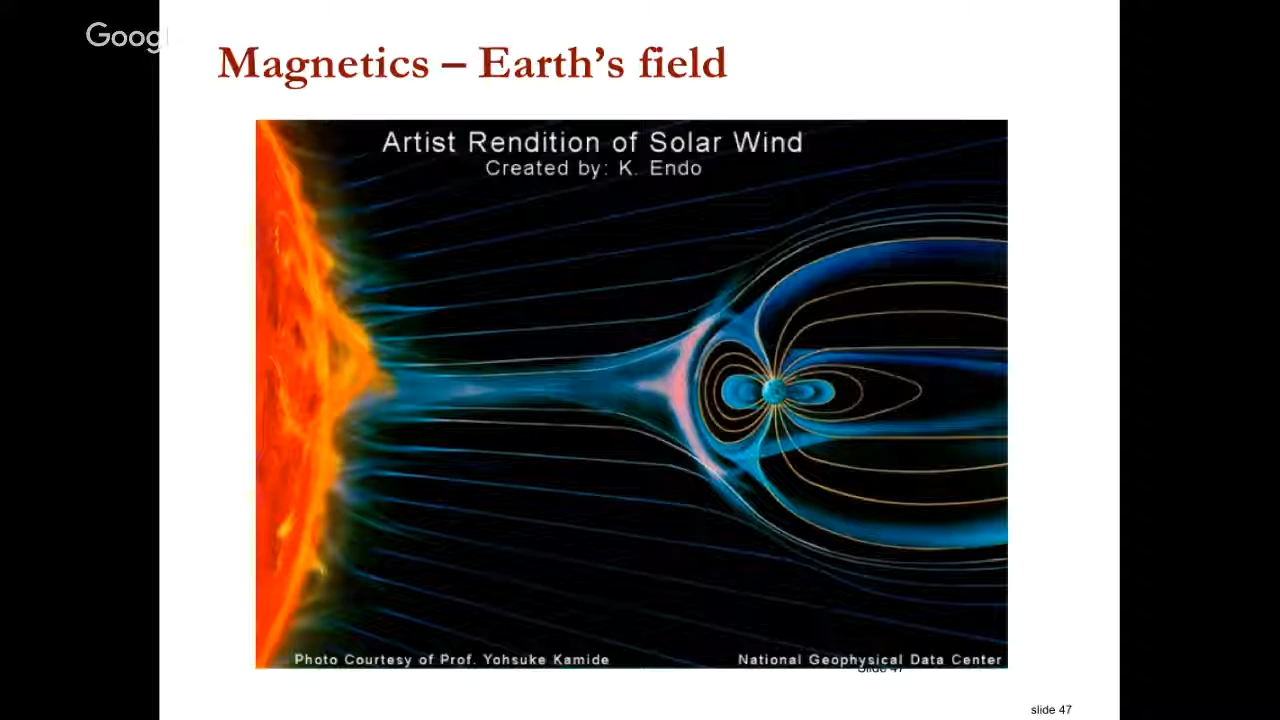 Magnetics – Earth's field
Artist Rendition of Solar Wind
Created by: K. Endo
Photo Courtesy of Prof. Yohsuke Kamide
National Geophysical Data Center
Slide 47
slide 47